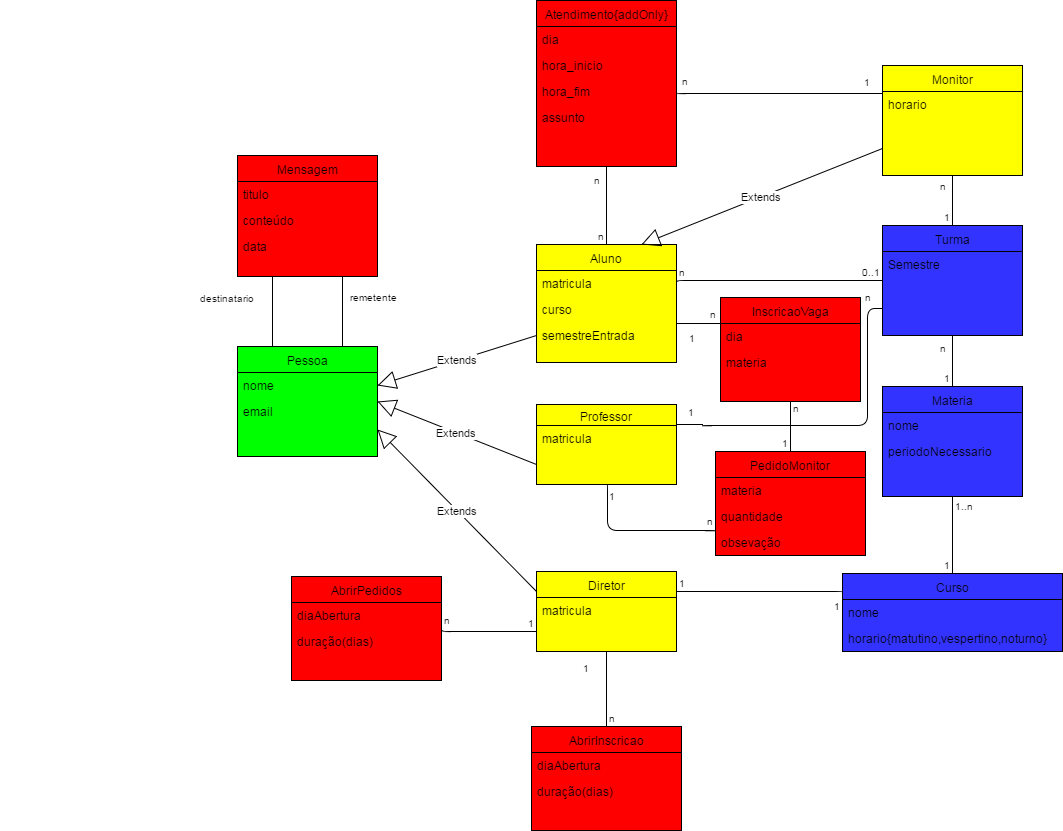 Atendimento{addOnly}
dia
hora_inicio
hora_fim
assunto
n
1
Monitor
horario
Mensagem
titulo
conteúdo
data
n
n
Extends
n
1
destinatario
remetente
Aluno
matricula
curso
semestreEntrada
n
0..1
Turma
Semestre
n
1
n
InscricaoVaga
dia
materia
Pessoa
nome
email
Extends
n
1
Materia
nome
periodoNecessario
Professor
matricula
1
n
1
Extends
PedidoMonitor
materia
quantidade
obsevação
1
n
1..n
1
Extends
Diretor
matricula
1
1
Curso
nome
horario{matutino,vespertino,noturno}
AbrirPedidos
diaAbertura
duração(dias)
n
1
1
n
AbrirInscricao
diaAbertura
duração(dias)